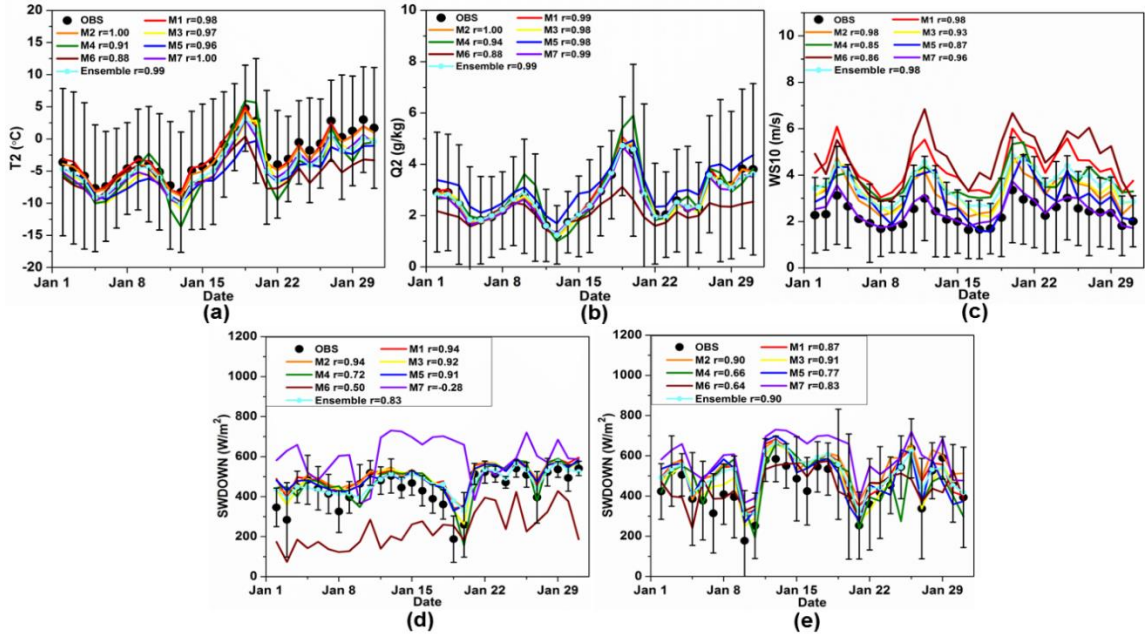 20
15
10
5
0
-5
-10
-15
-20
T2 (°C)
OBS M1 r=0.98
M2 r=1.00 M3 r=0.97
M4 r=0.91 M5 r=0.96
M6 r=0.88 M7 r=1.00
Ensemble r=0.99
Jan 1 Jan 8 Jan 15 Jan 22 Jan 29
Date
(a)
10
8
6
4
2
0
Q2 (g/kg)
OBS M1 r=0.99
M2 r=1.00 M3 r=0.98
M4 r=0.94 M5 r=0.98
M6 r=0.88 M7 r=0.99
Ensemble r=0.99
Jan 1 Jan 8 Jan 15 Jan 22 Jan 29
Date
(b)
10
8
6
4
2
0
WS10 (m/s)
OBS M1 r=0.98
M2 r=0.98 M3 r=0.93
M4 r=0.85 M5 r=0.87
M6 r=0.86 M7 r=0.96
Ensemble r=0.98
Jan 1 Jan 8 Jan 15 Jan 22 Jan 29
Date
(c)
1200
1000
800
600
400
200
0
SWDOWN (W/m²)
OBS M1 r=0.94
M2 r=0.94 M3 r=0.92
M4 r=0.72 M5 r=0.91
M6 r=0.50 M7 r=-0.28
Ensemble r=0.83
Jan 1 Jan 8 Jan 15 Jan 22 Jan 29
Date
(d)
1200
1000
800
600
400
200
0
SWDOWN (W/m²)
OBS M1 r=0.87
M2 r=0.90 M3 r=0.91
M4 r=0.66 M5 r=0.77
M6 r=0.64 M7 r=0.83
Ensemble r=0.90
Jan 1 Jan 8 Jan 15 Jan 22 Jan 29
Date
(e)